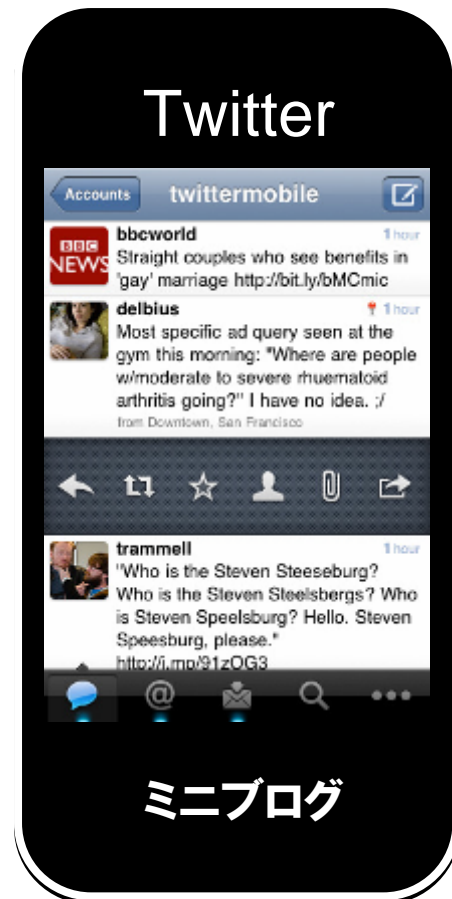 Twitter
Accounts twittermobile
bbcworld 1 hour
BBC
NEWS
Straight couples who see benefits in
'gay' marriage http://bit.ly/bMCmic
delbius 1 hour
Most specific ad query seen at the
gym this morning: "Where are people
w/moderate to severe rhuematoid
arthritis going?" I have no idea. ;/
from Downtown, San Francisco
trammell 1 hour
"Who is the Steven Steeseburg?
Who is the Steven Steelsbergs? Who
is Steven Speelsburg? Hello. Steven
Speesburg, please."
http://j.mp/91zOG3
@
ミニブログ